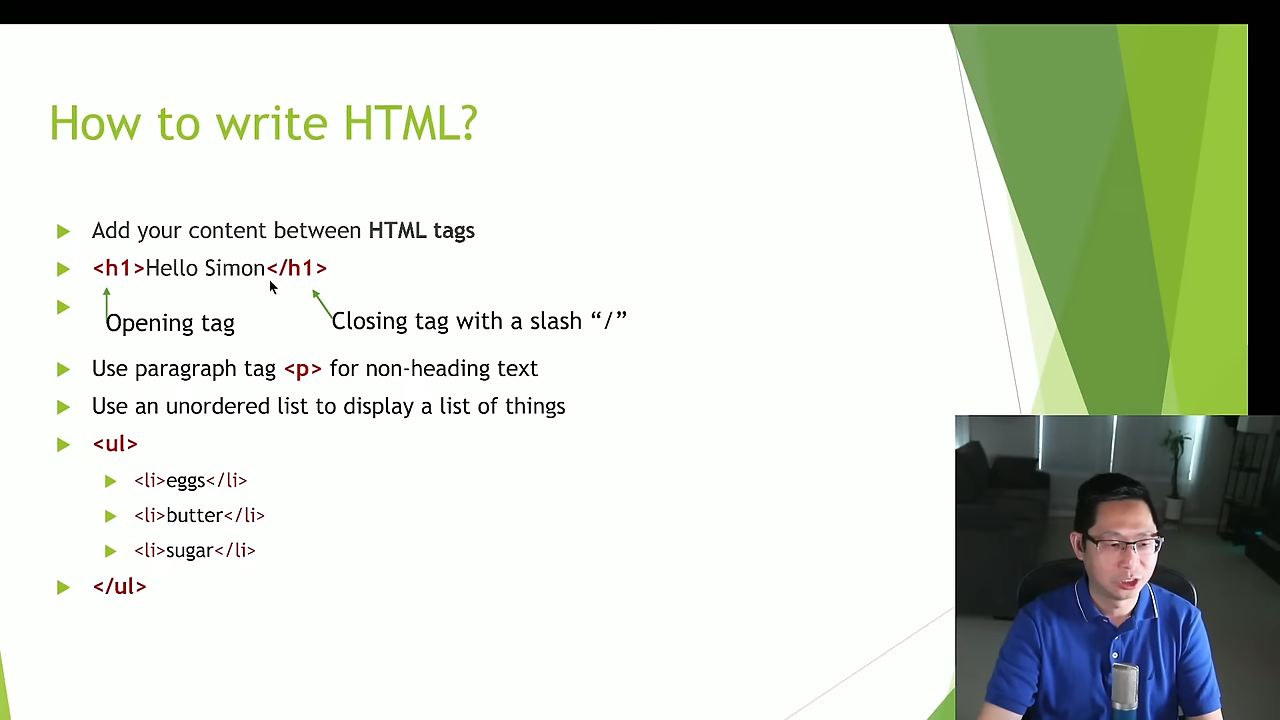 How to write HTML?
Add your content between HTML tags
<h1>Hello Simon</h1>
Opening tag
Closing tag with a slash “/”
Use paragraph tag <p> for non-heading text
Use an unordered list to display a list of things
<ul>
<li>eggs</li>
<li>butter</li>
<li>sugar</li>
</ul>